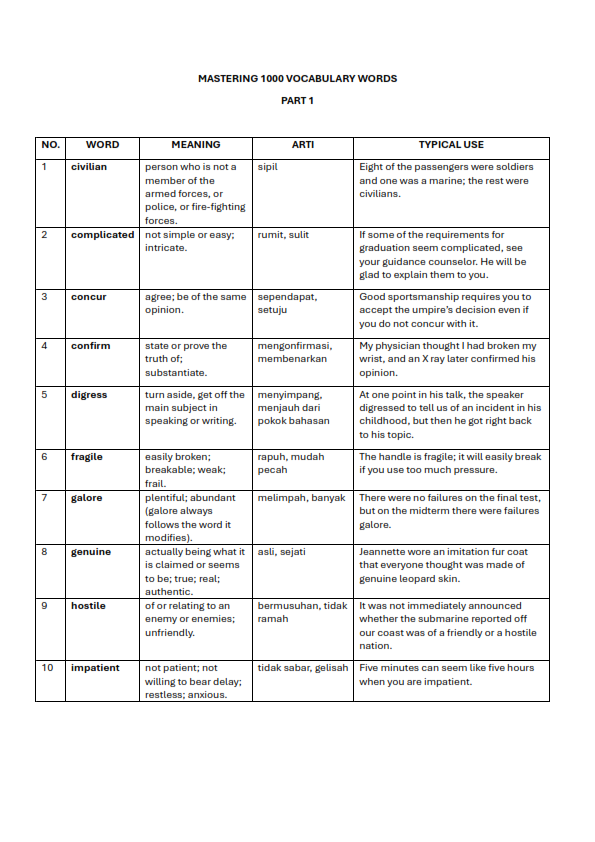 MASTERING 1000 VOCABULARY WORDS
PART 1
NO. WORD MEANING ARTI TYPICAL USE
1 civilian person who is not a sipil Eight of the passengers were soldiers
member of the and one was a marine; the rest were
armed forces, or civilians.
police, or fire-fighting
forces.
2 complicated not simple or easy; rumit, sulit If some of the requirements for
intricate. graduation seem complicated, see
your guidance counselor. He will be
glad to explain them to you.
3 concur agree; be of the same sependapat, Good sportsmanship requires you to
opinion. setuju accept the umpire's decision even if
you do not concur with it.
4 confirm state or prove the mengonfirmasi, My physician thought I had broken my
truth of; membenarkan wrist, and an X ray later confirmed his
substantiate. opinion.
5 digress turn aside, get off the menyimpang, At one point in his talk, the speaker
main subject in menjauh dari digressed to tell us of an incident in his
speaking or writing. pokok bahasan childhood, but then he got right back
to his topic.
6 fragile easily broken; rapuh, mudah The handle is fragile; it will easily break
breakable; weak; pecah if you use too much pressure.
frail.
7 galore plentiful; abundant melimpah, banyak There were no failures on the final test,
(galore always but on the midterm there were failures
follows the word it galore.
modifies).
8 genuine actually being what it asli, sejati Jeannette wore an imitation fur coat
is claimed or seems that everyone thought was made of
to be; true; real; genuine leopard skin.
authentic.
9 hostile of or relating to an bermusuhan, tidak It was not immediately announced
enemy or enemies; ramah whether the submarine reported off
unfriendly. our coast was of a friendly or a hostile
nation.
10 impatient not patient; not tidak sabar, gelisah Five minutes can seem like five hours
willing to bear delay; when you are impatient.
restless; anxious.